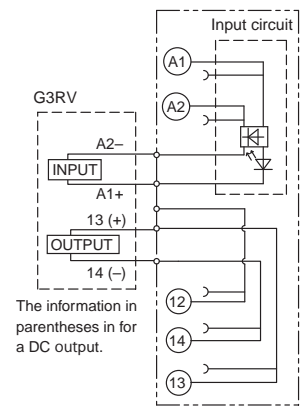 Input circuit
A1
G3RV
A2
A2–
INPUT
A1+
13 (+)
OUTPUT
14 (–)
12
14
13
The information in
parentheses in for
a DC output.